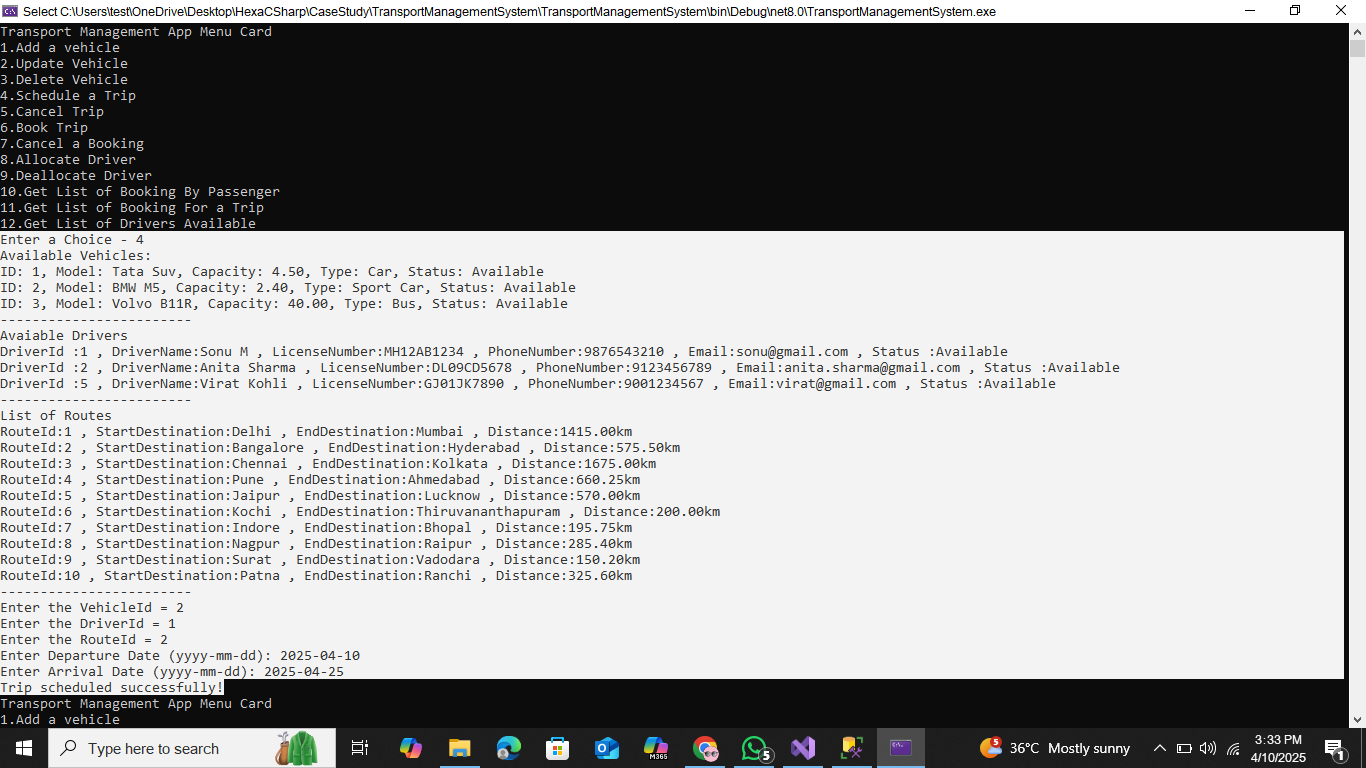 Select C:\Users\test\OneDrive\Desktop\HexaCSharp\CaseStudy\TransportManagementSystem\TransportManagementSystem\bin\Debug\net8.0\TransportManagementSystem.exe
Transport Management App Menu Card
1.Add a vehicle
2.Update Vehicle
3.Delete Vehicle
4.Schedule a Trip
5.Cancel Trip
6.Book Trip
7.Cancel a Booking
8.Allocate Driver
9.Deallocate Driver
10.Get List of Booking By Passenger
11.Get List of Booking For a Trip
12.Get List of Drivers Available
Enter a Choice - 4
Available Vehicles:
ID: 1, Model: Tata Suv, Capacity: 4.50, Type: Car, Status: Available
ID: 2, Model: BMW M5, Capacity: 2.40, Type: Sport Car, Status: Available
ID: 3, Model: Volvo B11R, Capacity: 40.00, Type: Bus, Status: Available
------------------------
Avaiable Drivers
DriverId :1 , DriverName:Sonu M , LicenseNumber:MH12AB1234 , PhoneNumber:9876543210 , Email:sonu@gmail.com , Status :Available
DriverId :2 , DriverName:Anita Sharma , LicenseNumber:DL09CD5678 , PhoneNumber:9123456789 , Email:anita.sharma@gmail.com , Status :Available
DriverId :5 , DriverName:Virat Kohli , LicenseNumber:GJ01JK7890 , PhoneNumber:9001234567 , Email:virat@gmail.com , Status :Available
------------------------
List of Routes
RouteId:1 , StartDestination:Delhi , EndDestination:Mumbai , Distance:1415.00km
RouteId:2 , StartDestination:Bangalore , EndDestination:Hyderabad , Distance:575.50km
RouteId:3 , StartDestination:Chennai , EndDestination:Kolkata , Distance:1675.00km
RouteId:4 , StartDestination:Pune , EndDestination:Ahmedabad , Distance:660.25km
RouteId:5 , StartDestination:Jaipur , EndDestination:Lucknow , Distance:570.00km
RouteId:6 , StartDestination:Kochi , EndDestination:Thiruvananthapuram , Distance:200.00km
RouteId:7 , StartDestination:Indore , EndDestination:Bhopal , Distance:195.75km
RouteId:8 , StartDestination:Nagpur , EndDestination:Raipur , Distance:285.40km
RouteId:9 , StartDestination:Surat , EndDestination:Vadodara , Distance:150.20km
RouteId:10 , StartDestination:Patna , EndDestination:Ranchi , Distance:325.60km
------------------------
Enter the VehicleId = 2
Enter the DriverId = 1
Enter the RouteId = 2
Enter Departure Date (yyyy-mm-dd): 2025-04-10
Enter Arrival Date (yyyy-mm-dd): 2025-04-25
Trip scheduled successfully!
Transport Management App Menu Card
1.Add a vehicle
Type here to search
M365
5
5
36°C Mostly sunny
3:33 PM
4/10/2025
1